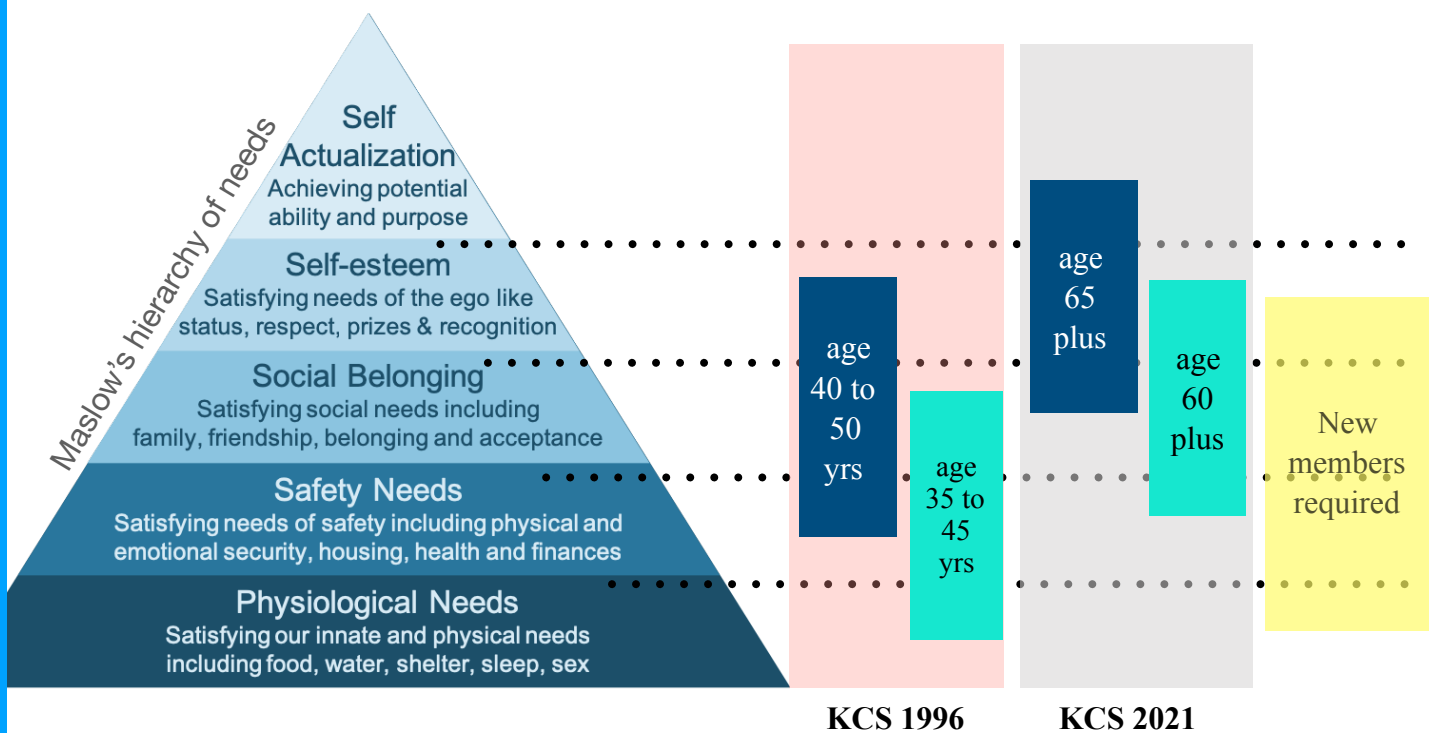 Maslow's hierarchy of needs
Self
Actualization
Achieving potential
ability and purpose
Self-esteem
Satisfying needs of the ego like
status, respect, prizes & recognition
Social Belonging
Satisfying social needs including
family, friendship, belonging and acceptance
Safety Needs
Satisfying needs of safety including physical and
emotional security, housing, health and finances
Physiological Needs
Satisfying our innate and physical needs
including food, water, shelter, sleep, sex
age
40 to
50
yrs
age
35 to
45
yrs
KCS 1996
age
65
plus
age
60
plus
KCS 2021
New
members
required